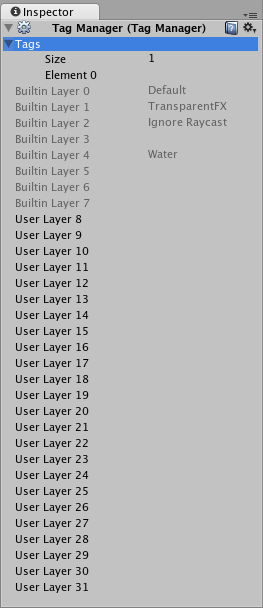 Inspector
Tag Manager (Tag Manager)
Tags
Size 1
Element 0
Builtin Layer 0 Default
Builtin Layer 1 TransparentFX
Builtin Layer 2 Ignore Raycast
Builtin Layer 3
Builtin Layer 4 Water
Builtin Layer 5
Builtin Layer 6
Builtin Layer 7
User Layer 8
User Layer 9
User Layer 10
User Layer 11
User Layer 12
User Layer 13
User Layer 14
User Layer 15
User Layer 16
User Layer 17
User Layer 18
User Layer 19
User Layer 20
User Layer 21
User Layer 22
User Layer 23
User Layer 24
User Layer 25
User Layer 26
User Layer 27
User Layer 28
User Layer 29
User Layer 30
User Layer 31